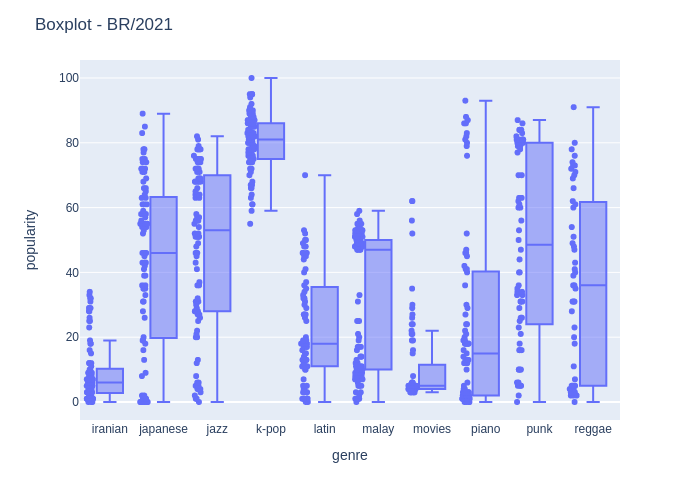 Boxplot - BR/2021
100
80
60
40
20
0
popularity
iranian japanese jazz k-pop latin malay movies piano punk reggae
genre